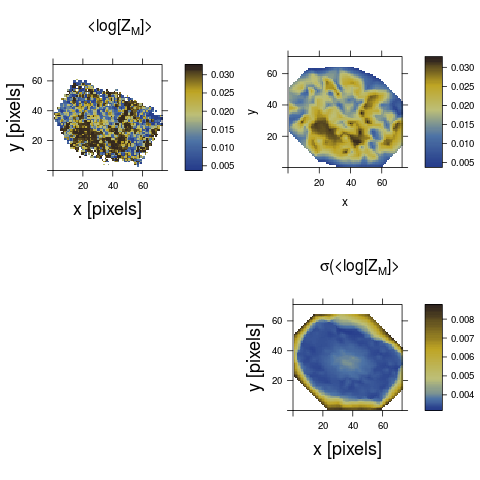 <log[Z_M]>
60
40
20
20 40 60
x [pixels]
y [pixels]
0.030
0.025
0.020
0.015
0.010
0.005
60
40
20
20 40 60
x
y
0.030
0.025
0.020
0.015
0.010
0.005
σ(<log[Z_M]>
60
40
20
20 40 60
x [pixels]
y [pixels]
0.008
0.007
0.006
0.005
0.004